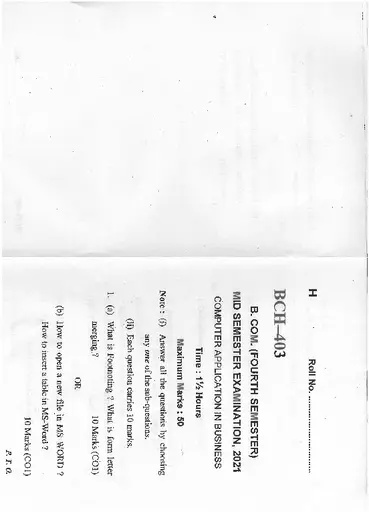 H Roll No. ..............................
BCH–403
B. COM. (FOURTH SEMESTER)
MID SEMESTER EXAMINATION, 2021
COMPUTER APPLICATION IN BUSINESS
Time : 1½ Hours
Maximum Marks : 50
Note : (i) Answer all the questions by choosing
any one of the sub-questions.
(ii) Each question carries 10 marks.
1. (a) What is Footnoting ? What is form letter
merging ? 10 Marks (CO1)
OR
(b) How to open a new file in MS WORD ?
How to insert a table in MS-Word ?
10 Marks (CO1)
P. T. O.